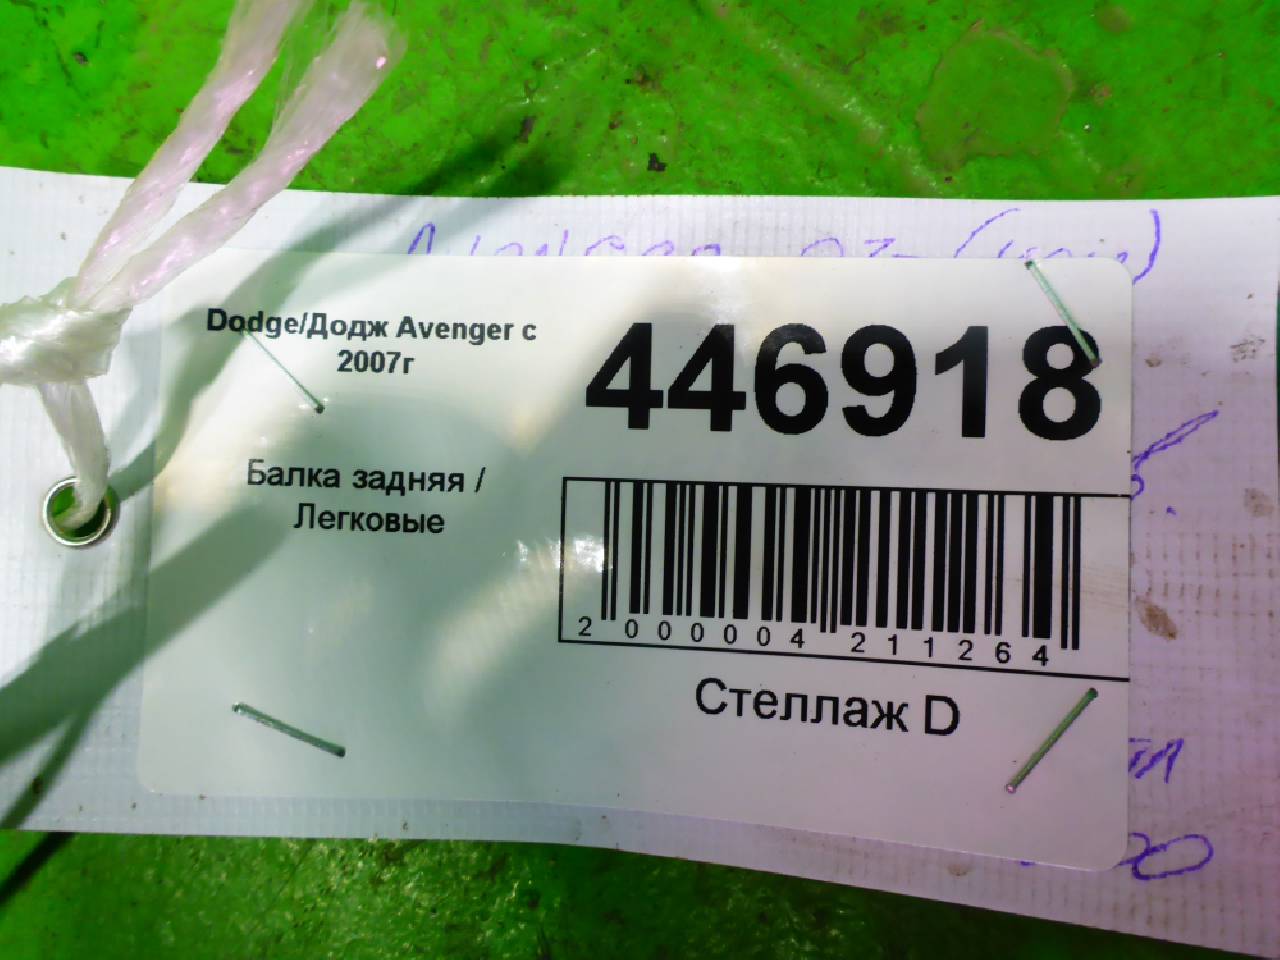 Dodge/Додж Avenger с
2007г
446918
Балка задняя /
Легковые
2 000004 211264
Стеллаж D